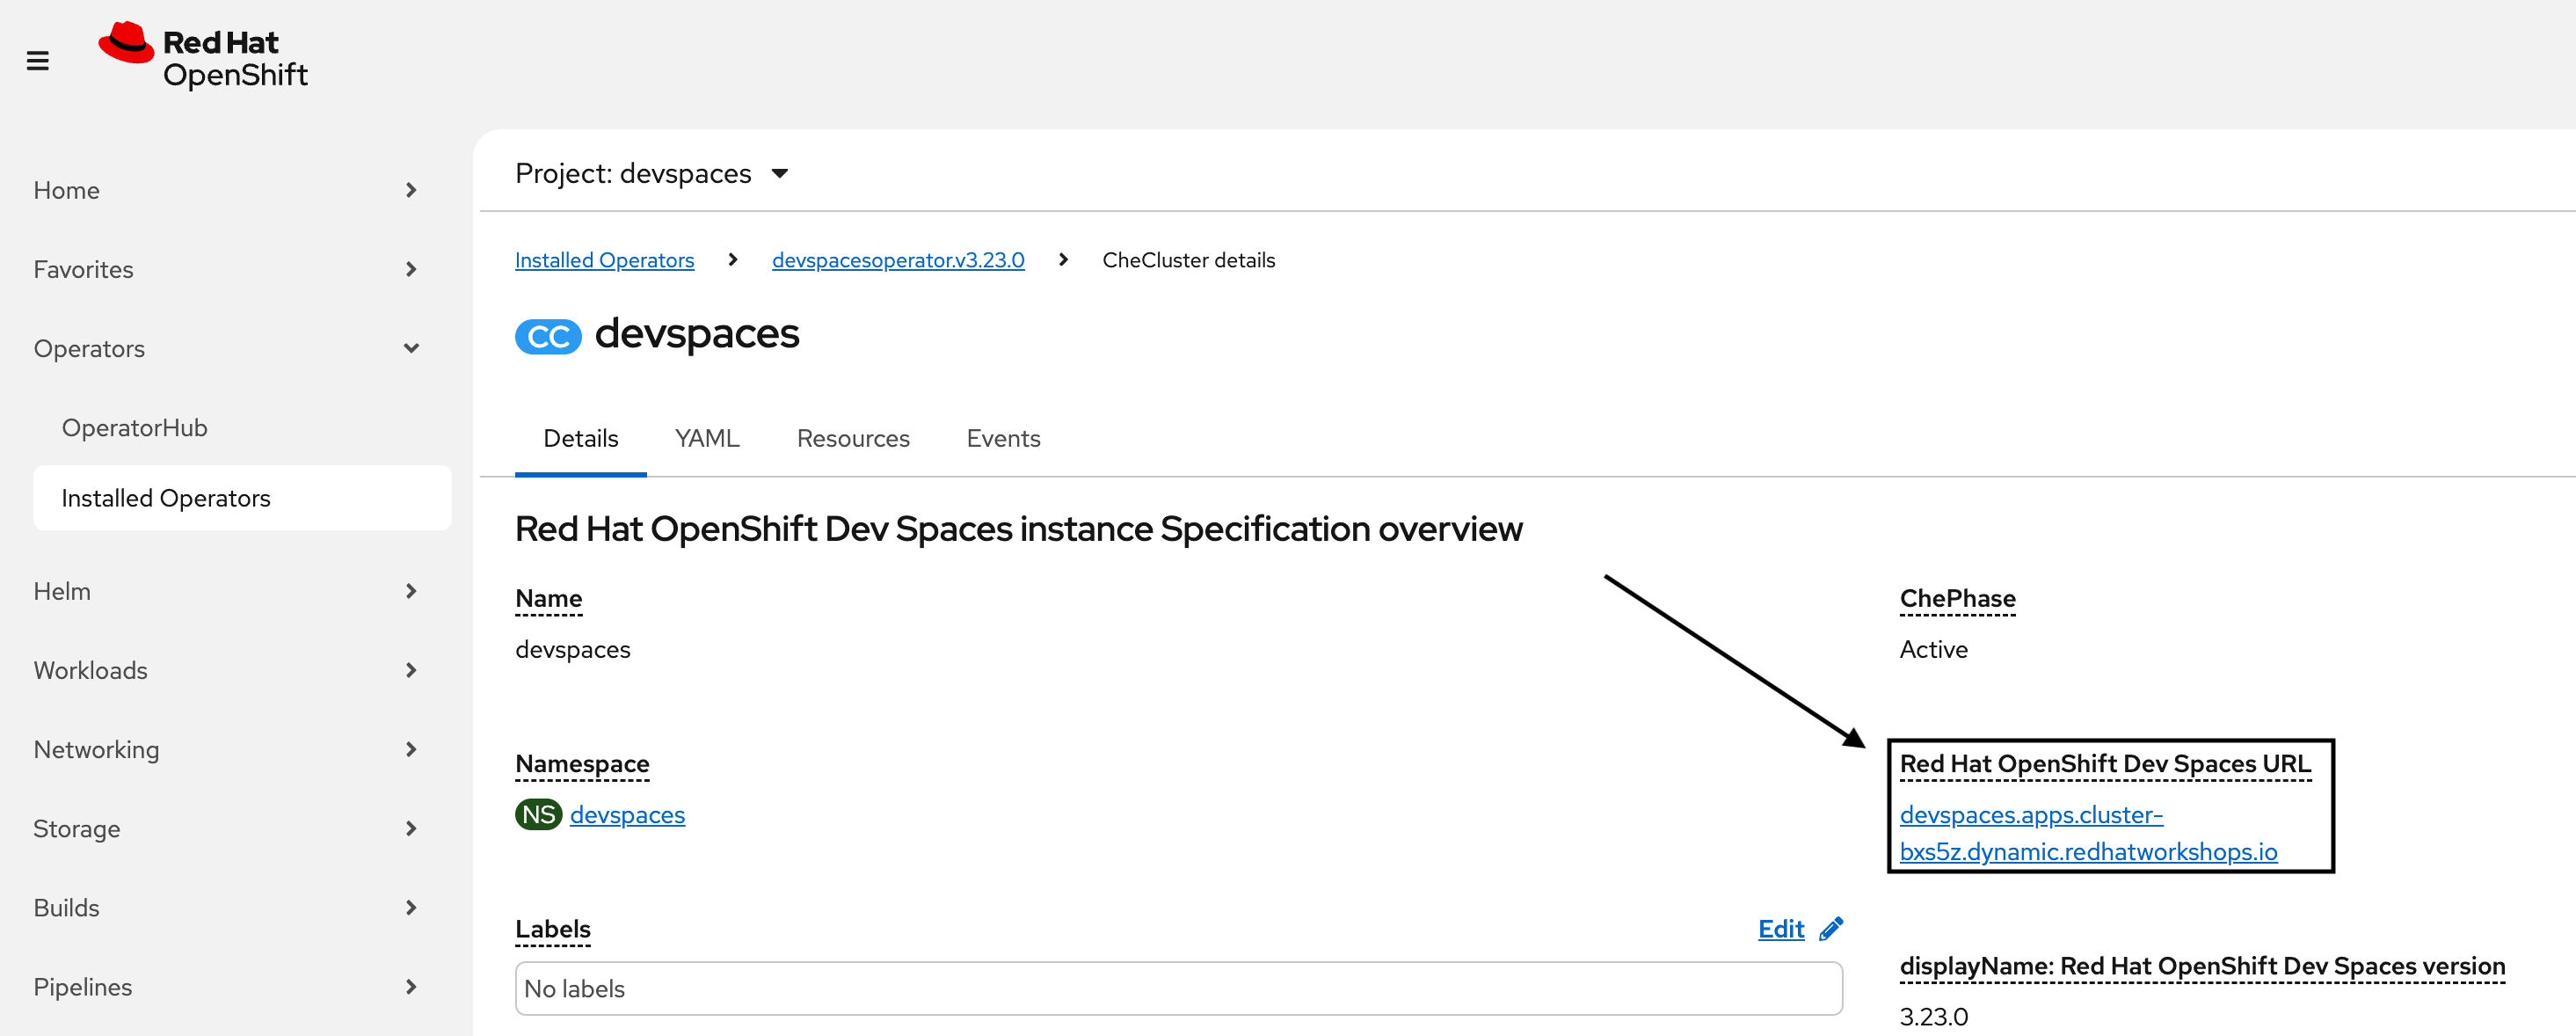 Red Hat
OpenShift
Home
Favorites
Operators
OperatorHub
Installed Operators
Helm
Workloads
Networking
Storage
Builds
Pipelines
Project: devspaces
Installed Operators > devspacesoperator.v3.23.0 > CheCluster details
CC devspaces
Details YAML Resources Events
Red Hat OpenShift Dev Spaces instance Specification overview
Name
devspaces
Namespace
NS devspaces
Labels
Edit
No labels
ChePhase
Active
Red Hat OpenShift Dev Spaces URL
devspaces.apps.cluster-
bxs5z.dynamic.redhatworkshops.io
displayName: Red Hat OpenShift Dev Spaces version
3.23.0